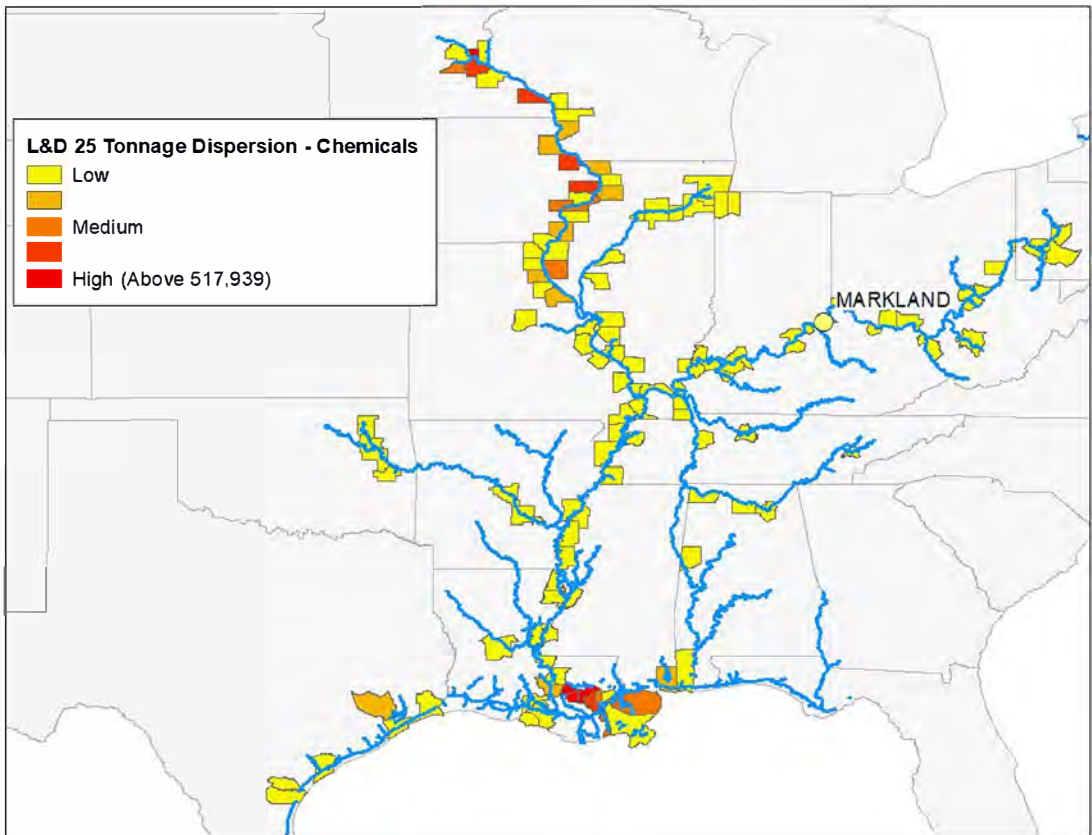 L&D 25 Tonnage Dispersion - Chemicals
Low
Medium
High (Above 517,939)
MARKLAND